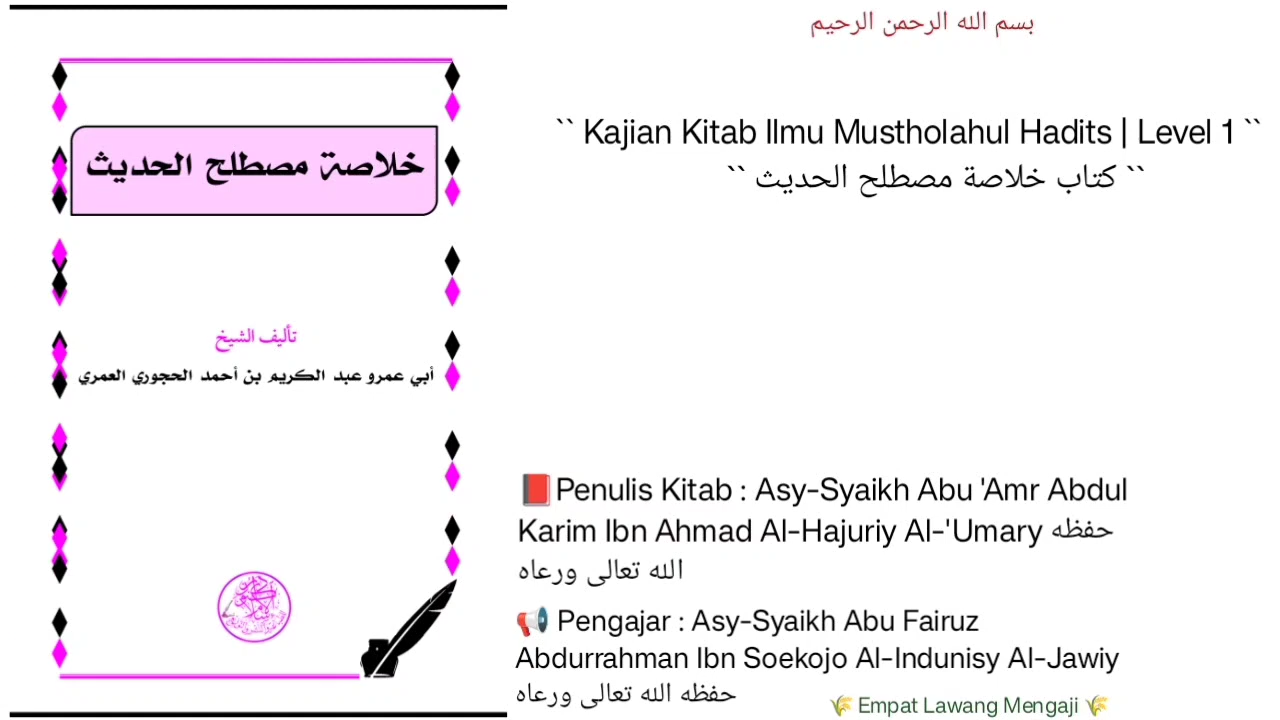 خلاصة مصطلح الحديث
تأليف الشيخ
أبي عمرو عبد الكريم بن أحمد الحجوري العمري
بسم الله الرحمن الرحيم
`` Kajian Kitab Ilmu Mustholahul Hadits | Level 1 ``
`` كتاب خلاصة مصطلح الحديث ``
📕Penulis Kitab : Asy-Syaikh Abu 'Amr Abdul
Karim Ibn Ahmad Al-Hajuriy Al-'Umary حفظه
الله تعالى ورعاه
📢 Pengajar : Asy-Syaikh Abu Fairuz
Abdurrahman Ibn Soekojo Al-Indunisy Al-Jawiy
حفظه الله تعالى ورعاه
🌾 Empat Lawang Mengaji 🌾